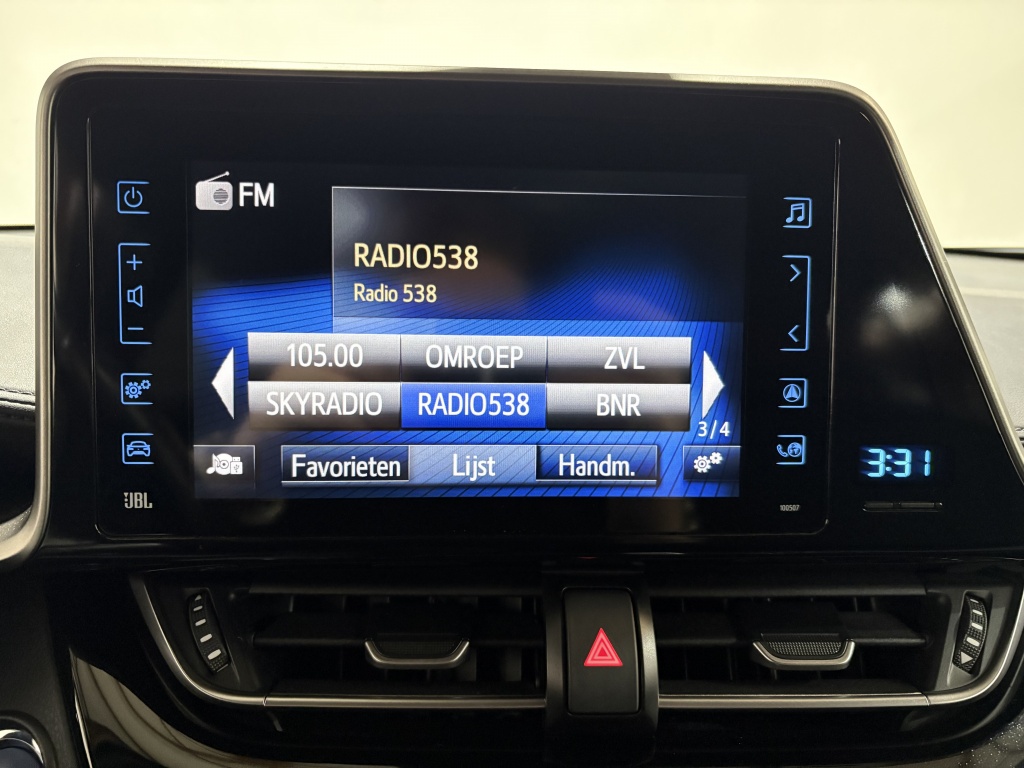 FM
RADIO538
Radio 538
105.00 OMROEP ZVL
SKYRADIO RADIO538 BNR
3/4
Favorieten Lijst Handm.
JBL
100507
3:31